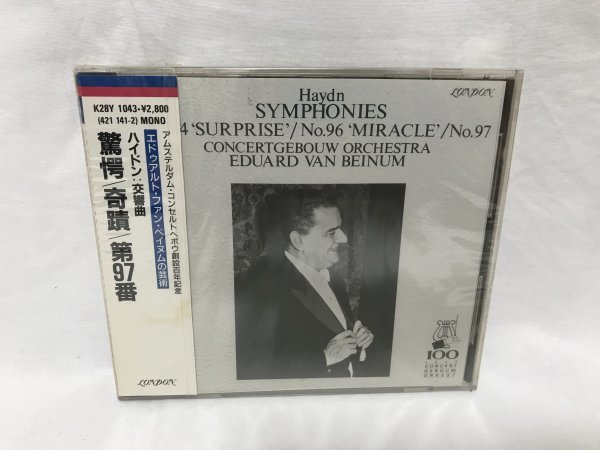 K28Y 1043・¥2,800
(421 141-2) MONO
アムステルダム・コンセルトヘボウ創設百年記念
エドゥアルト・ファン・ベイヌムの芸術
ハイドン:交響曲
驚愕/奇蹟/第97番
LONDON
Haydn
SYMPHONIES
4 'SURPRISE'/No.96 'MIRACLE'/No.97
CONCERTGEBOUW ORCHESTRA
EDUARD VAN BEINUM
LONDON
100
JAAR
CONCERT
GEBOUW
ORKEST